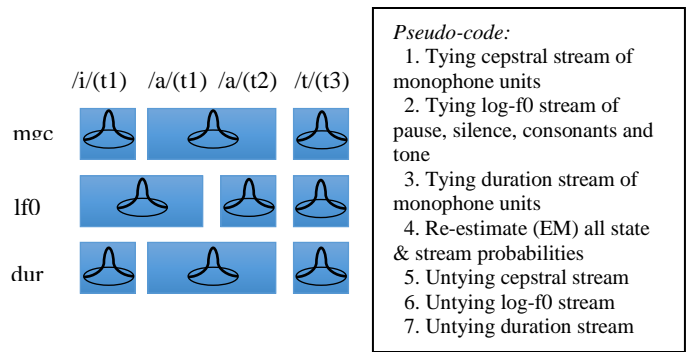 /i/(t1) /a/(t1) /a/(t2) /t/(t3)
mgc
lf0
dur
Pseudo-code:
1. Tying cepstral stream of
monophone units
2. Tying log-f0 stream of
pause, silence, consonants and
tone
3. Tying duration stream of
monophone units
4. Re-estimate (EM) all state
& stream probabilities
5. Untying cepstral stream
6. Untying log-f0 stream
7. Untying duration stream